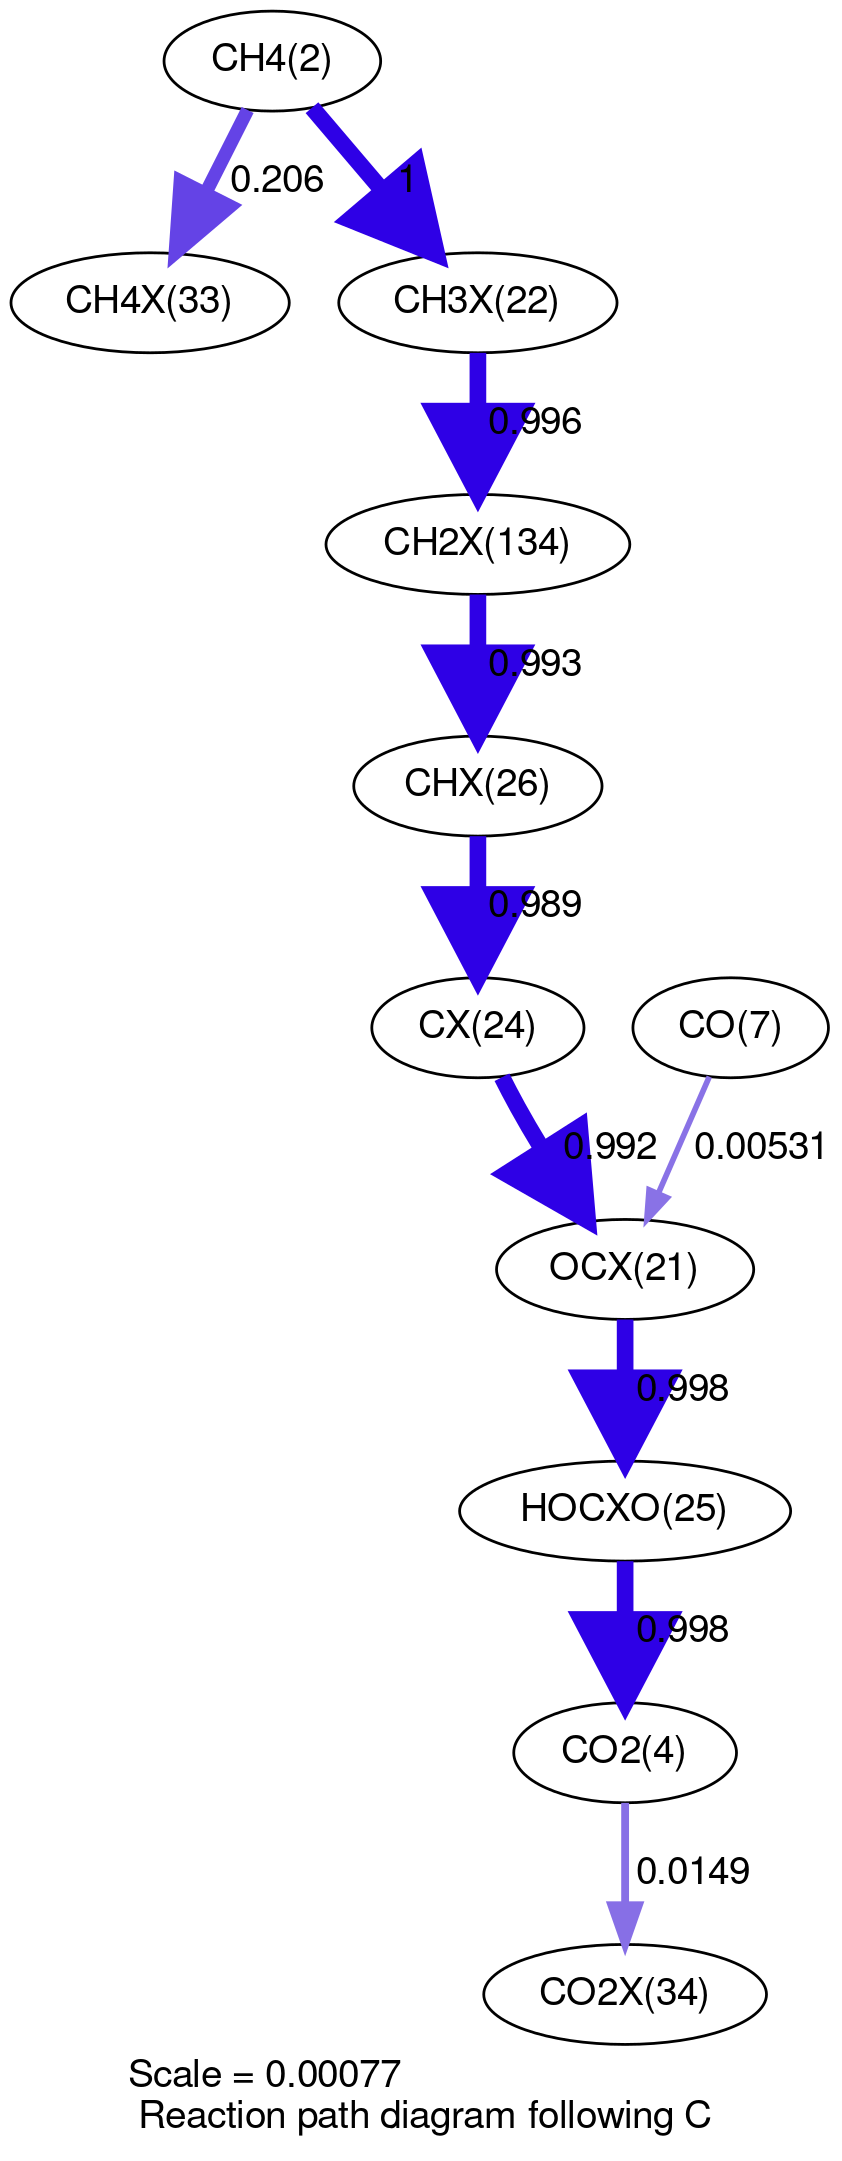 CH4(2)
0.206
1
CH4X(33)
CH3X(22)
0.996
CH2X(134)
0.993
CHX(26)
0.989
CX(24)
CO(7)
0.992
0.00531
OCX(21)
0.998
HOCXO(25)
0.998
CO2(4)
0.0149
CO2X(34)
Scale = 0.00077
Reaction path diagram following C